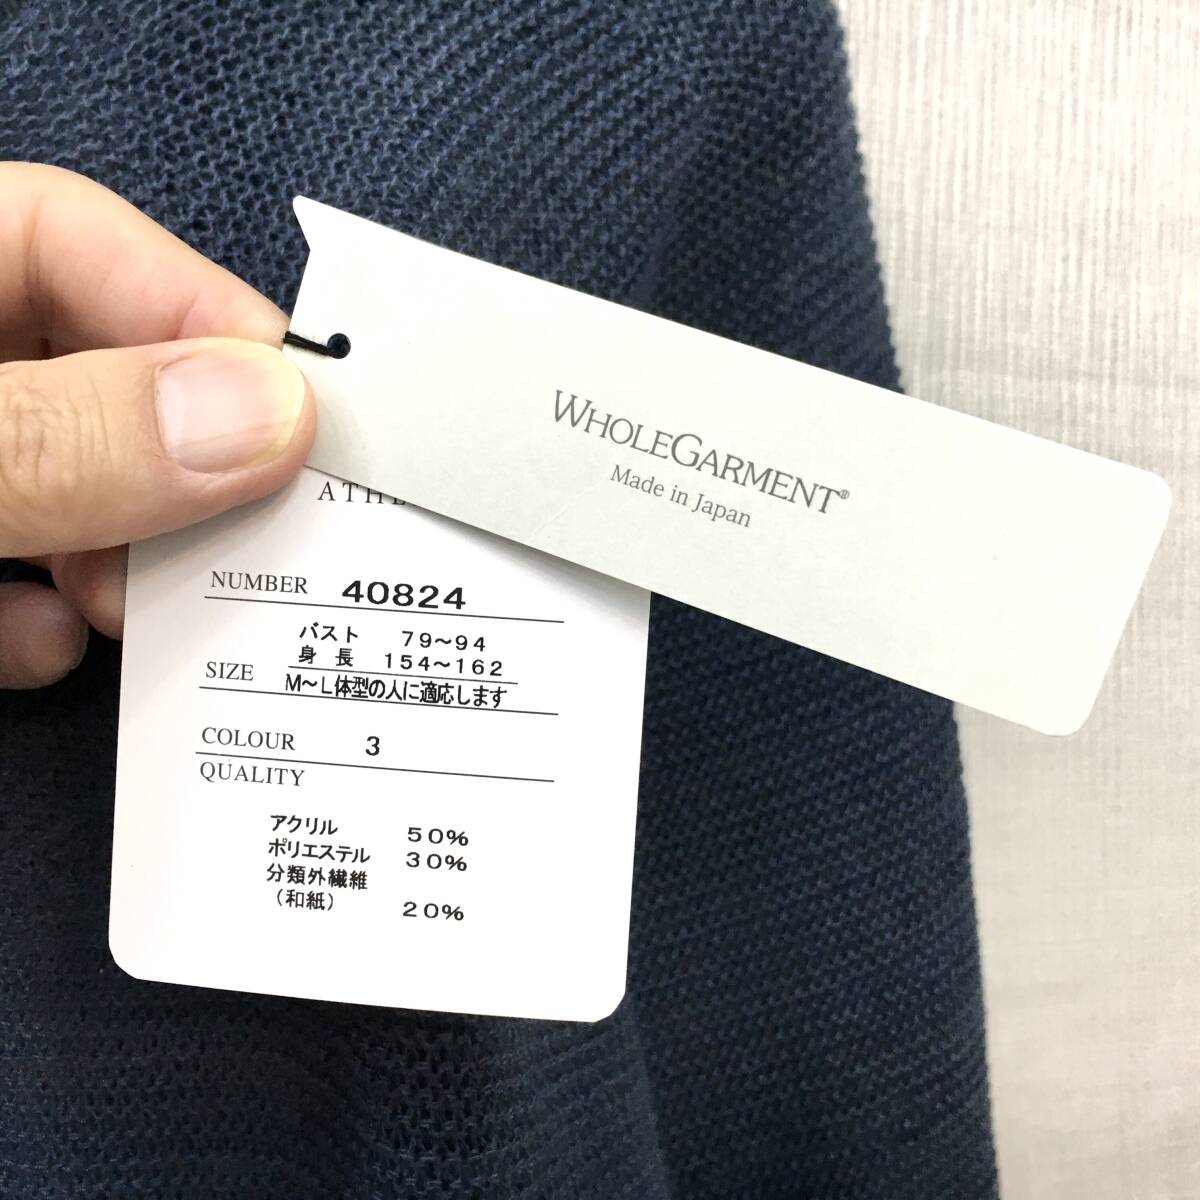 WHOLEGARMENT®
Made in Japan
NUMBER 40824
バスト 79～94
身長 154～162
SIZE
M～L体型の人に適応します
COLOUR 3
QUALITY
アクリル 50%
ポリエステル 30%
分類外繊維
（和紙） 20%